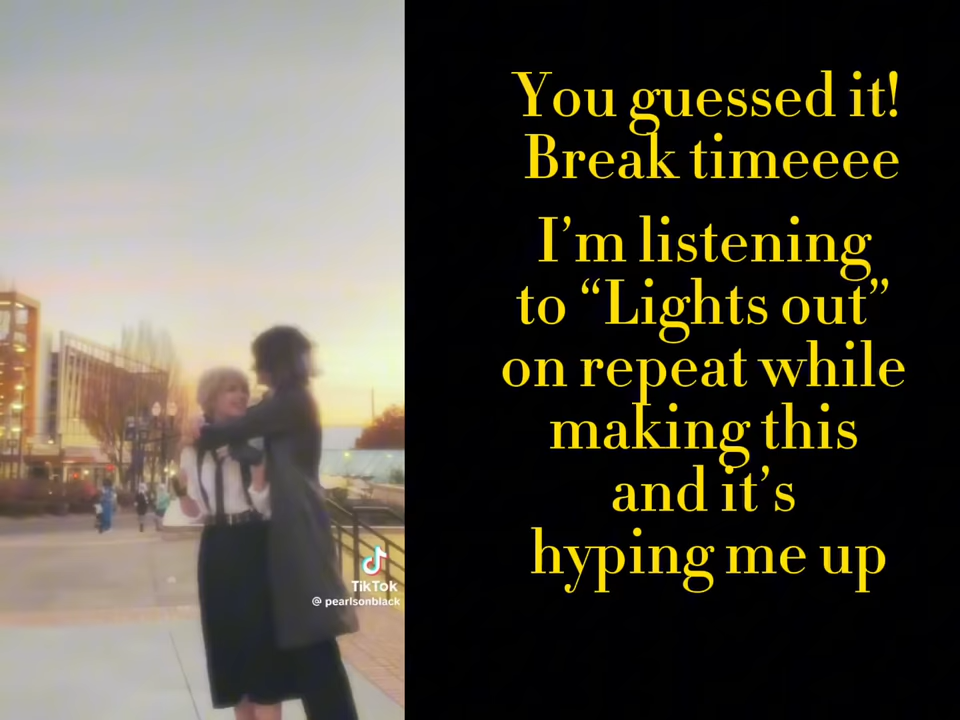 You guessed it!
Break timeeee
I’m listening
to “Lights out”
on repeat while
making this
and it’s
hyping me up
TikTok
@ pearlsonblack